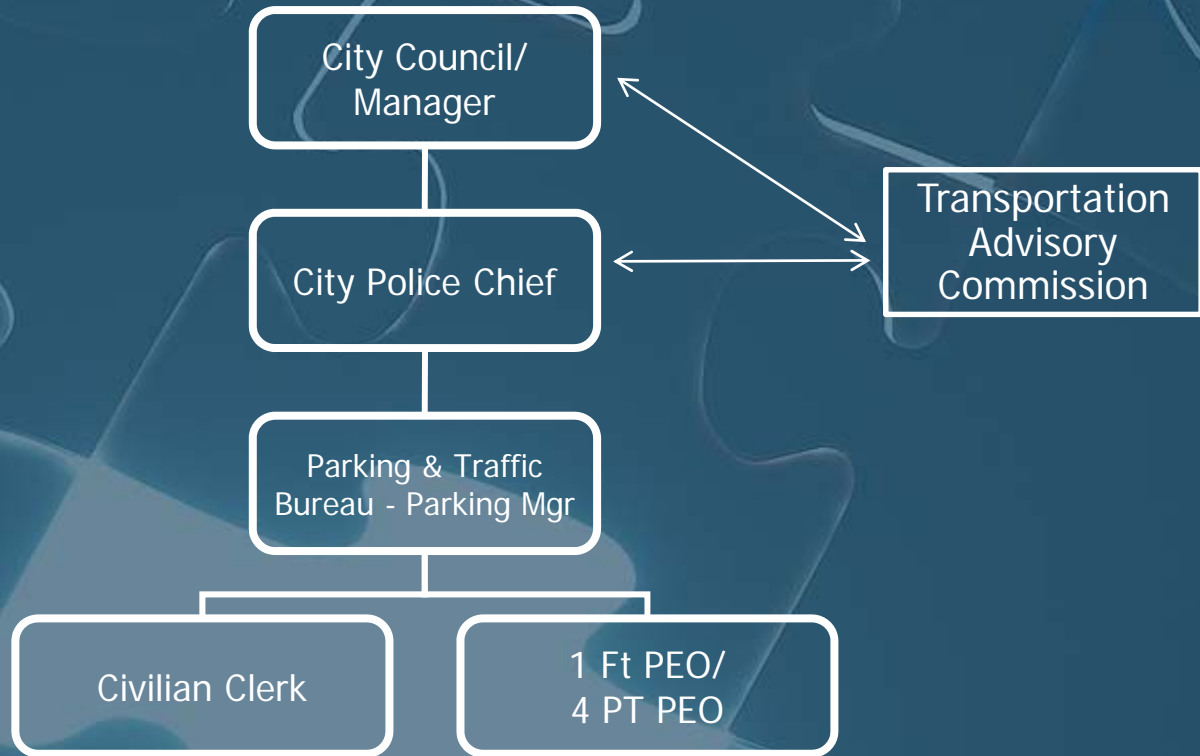 City Council/
Manager
Transportation
Advisory
Commission
City Police Chief
Parking & Traffic
Bureau - Parking Mgr
Civilian Clerk
1 Ft PEO/
4 PT PEO